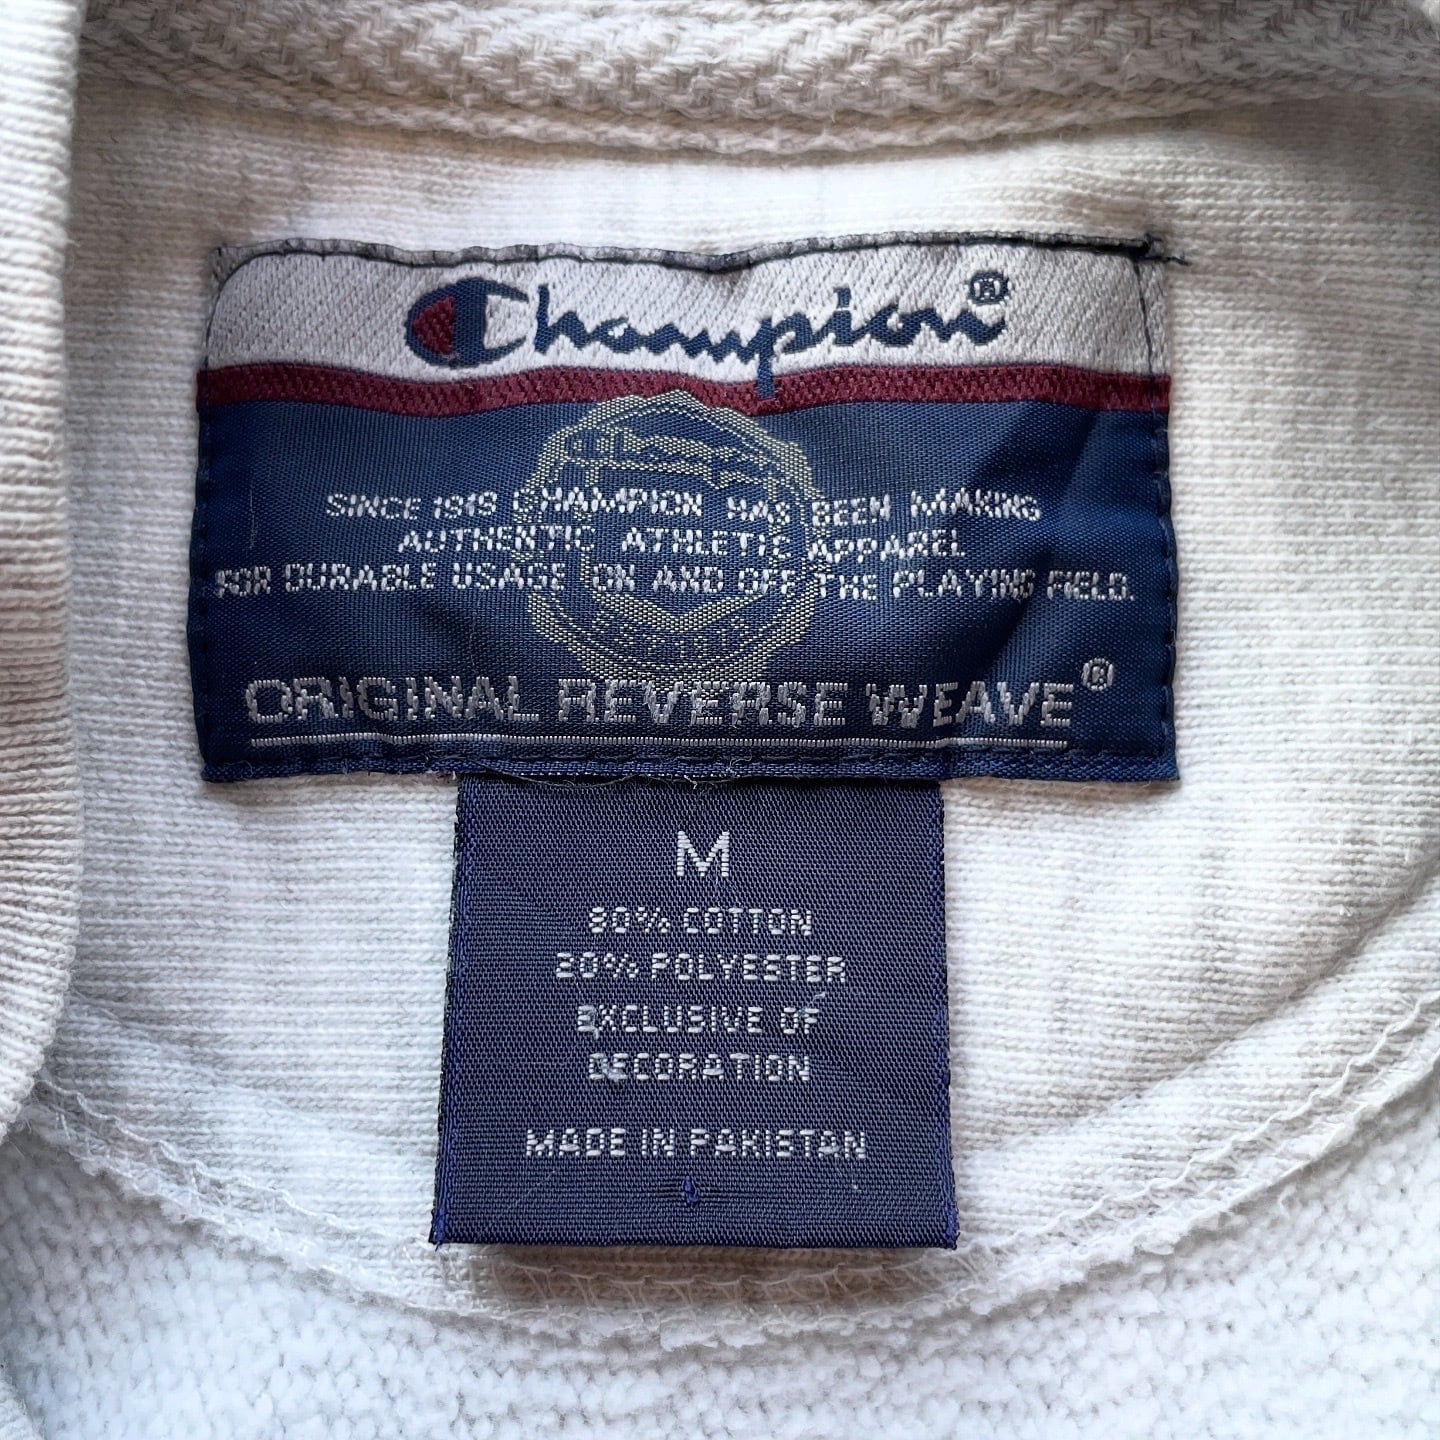 Champion®
SINCE 1919 CHAMPION HAS BEEN MAKING
AUTHENTIC ATHLETIC APPAREL
FOR DURABLE USAGE ON AND OFF THE PLAYING FIELD.
ORIGINAL REVERSE WEAVE®
M
80% COTTON
20% POLYESTER
EXCLUSIVE OF
DECORATION
MADE IN PAKISTAN